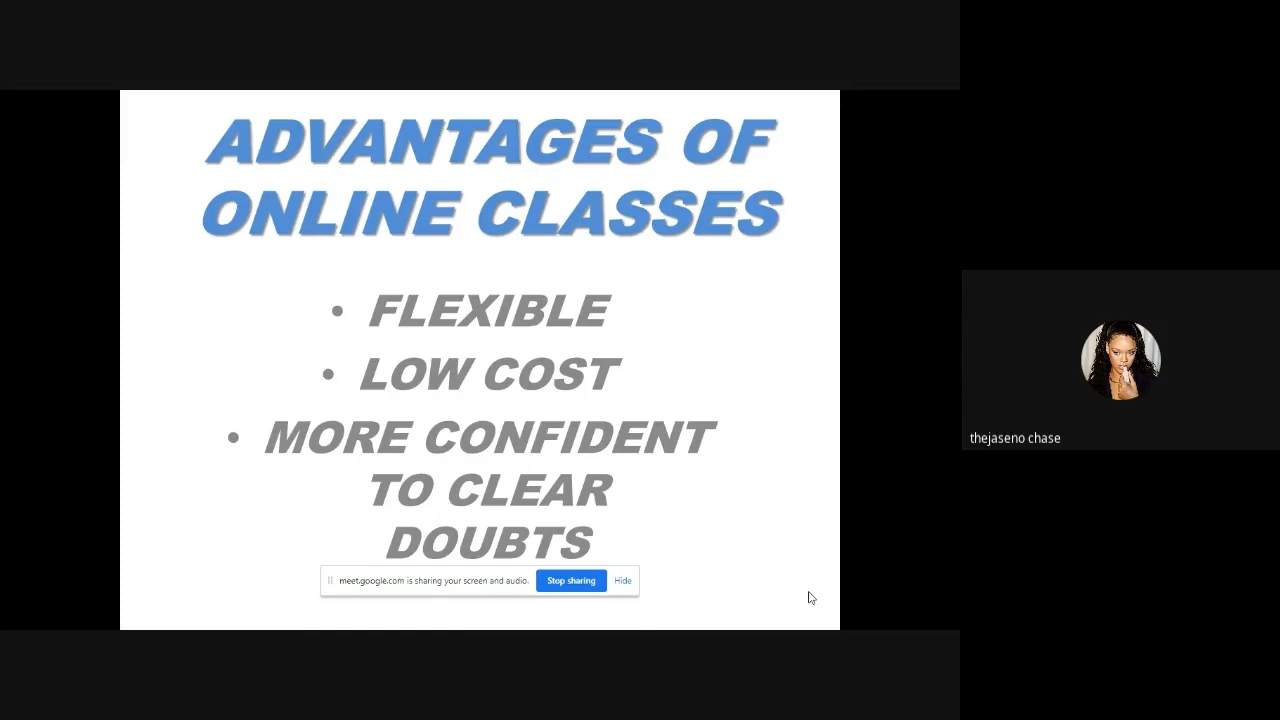 ADVANTAGES OF
ONLINE CLASSES
• FLEXIBLE
• LOW COST
• MORE CONFIDENT
TO CLEAR
DOUBTS
meet.google.com is sharing your screen and audio. Stop sharing Hide
thejaseno chase